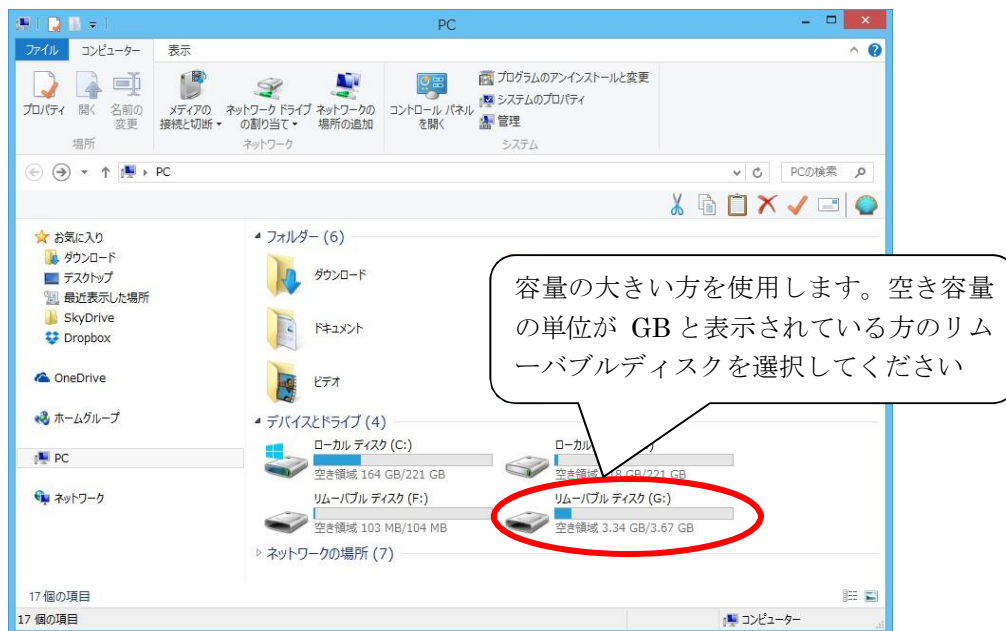 PC
ファイル コンピューター 表示
プロパティ 開く 名前の変更 メディアの接続と切断 ネットワーク ドライブの割り当て ネットワークの場所の追加 コントロール パネルを開く プログラムのアンインストールと変更
システムのプロパティ
管理
場所 ネットワーク システム
PC PCの検索
お気に入り
ダウンロード
デスクトップ
最近表示した場所
SkyDrive
Dropbox
OneDrive
ホームグループ
PC
ネットワーク
フォルダー (6)
ダウンロード
ドキュメント
ビデオ
容量の大きい方を使用します。空き容量
の単位が GB と表示されている方のリム
ーバブルディスクを選択してください
デバイスとドライブ (4)
ローカル ディスク (C:)
空き領域 164 GB/221 GB
ローカル
空き領域 18 GB/221 GB
リムーバブル ディスク (F:)
空き領域 103 MB/104 MB
リムーバブル ディスク (G:)
空き領域 3.34 GB/3.67 GB
ネットワークの場所 (7)
17 個の項目
17 個の項目 コンピューター